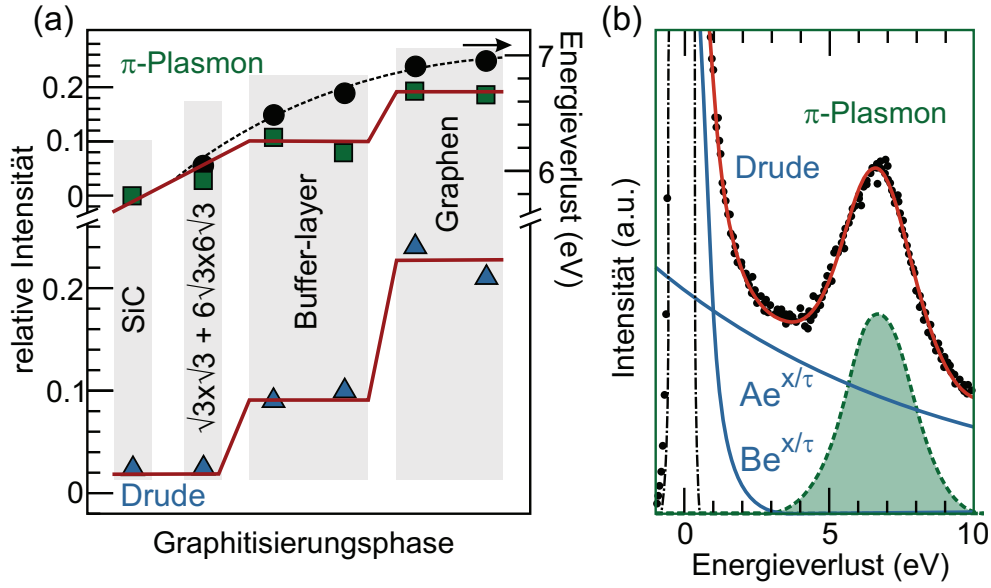 (a)
π-Plasmon
relative Intensität
0.2
0.1
0
0.2
0.1
0
SiC
√3x√3 + 6√3x6√3
Buffer-layer
Graphen
Drude
7
6
Energieverlust (eV)
Graphitisierungsphase
(b)
π-Plasmon
Drude
Ae^x/τ
Be^x/τ
Intensität (a.u.)
0 5 10
Energieverlust (eV)